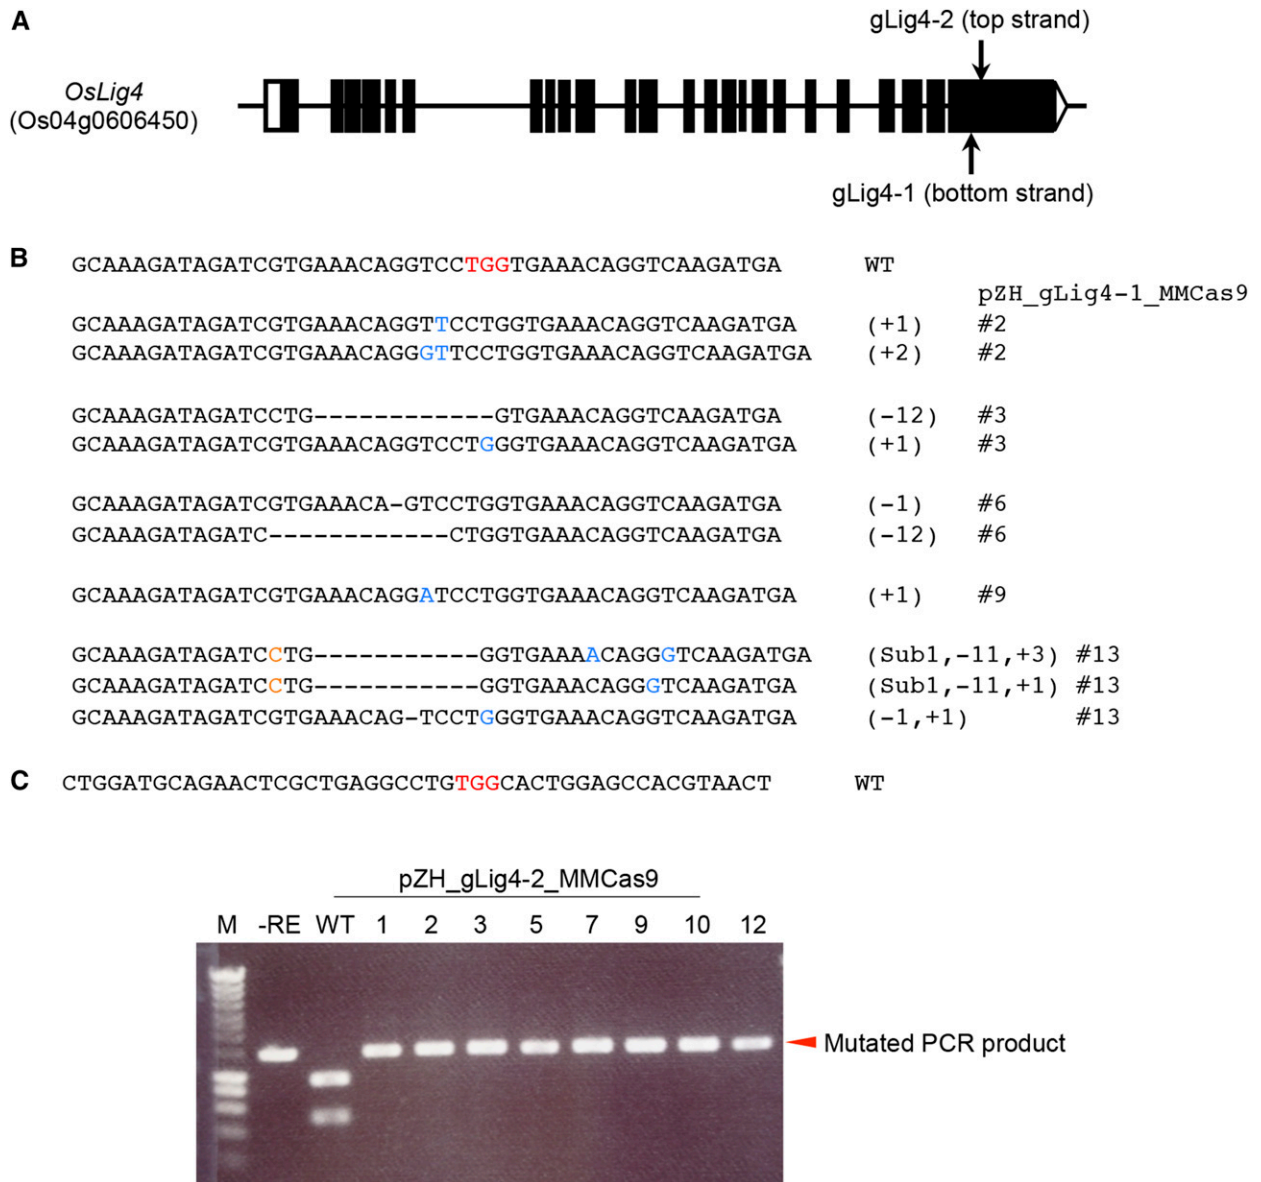 A
gLig4-2 (top strand)
OsLig4
(Os04g0606450)
gLig4-1 (bottom strand)
B
GCAAAGATAGATCGTGAAACAGGTCCTGGTGAAACAGGTCAAGATGA WT
pZH_gLig4-1_MMCas9
GCAAAGATAGATCGTGAAACAGGTTCCTGGTGAAACAGGTCAAGATGA (+1) #2
GCAAAGATAGATCGTGAAACAGGGTTCCTGGTGAAACAGGTCAAGATGA (+2) #2
GCAAAGATAGATCCTG------------GTGAAACAGGTCAAGATGA (-12) #3
GCAAAGATAGATCGTGAAACAGGTCCTGGGTGAAACAGGTCAAGATGA (+1) #3
GCAAAGATAGATCGTGAAACA-GTCCTGGTGAAACAGGTCAAGATGA (-1) #6
GCAAAGATAGATC------------CTGGTGAAACAGGTCAAGATGA (-12) #6
GCAAAGATAGATCGTGAAACAGGATCCTGGTGAAACAGGTCAAGATGA (+1) #9
GCAAAGATAGATCCTG-----------GGTGAAAACAGGGTCAAGATGA (Sub1,-11,+3) #13
GCAAAGATAGATCCTG-----------GGTGAAACAGGGTCAAGATGA (Sub1,-11,+1) #13
GCAAAGATAGATCGTGAAACAG-TCCTGGGTGAAACAGGTCAAGATGA (-1,+1) #13
C
CTGGATGCAGAACTCGCTGAGGCCTGTGGCACTGGAGCCACGTAACT WT
pZH_gLig4-2_MMCas9
M -RE WT 1 2 3 5 7 9 10 12
Mutated PCR product